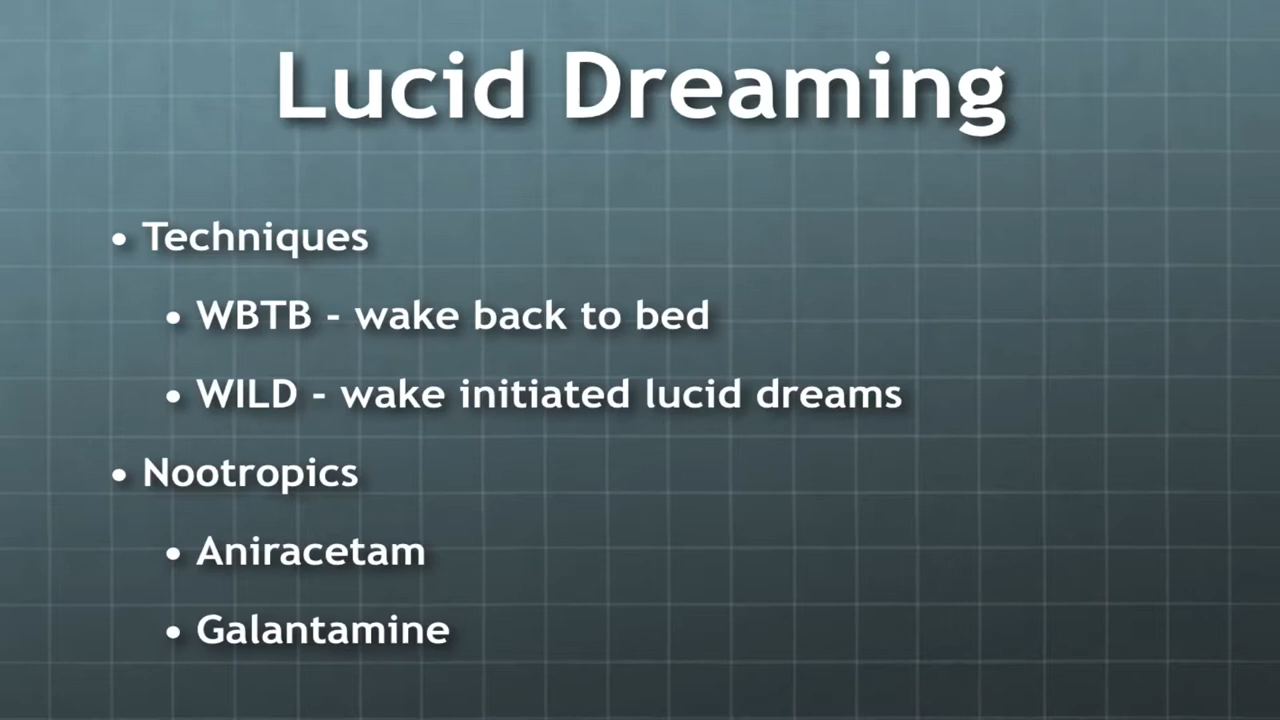 Lucid Dreaming
• Techniques
• WBTB - wake back to bed
• WILD - wake initiated lucid dreams
• Nootropics
• Aniracetam
• Galantamine